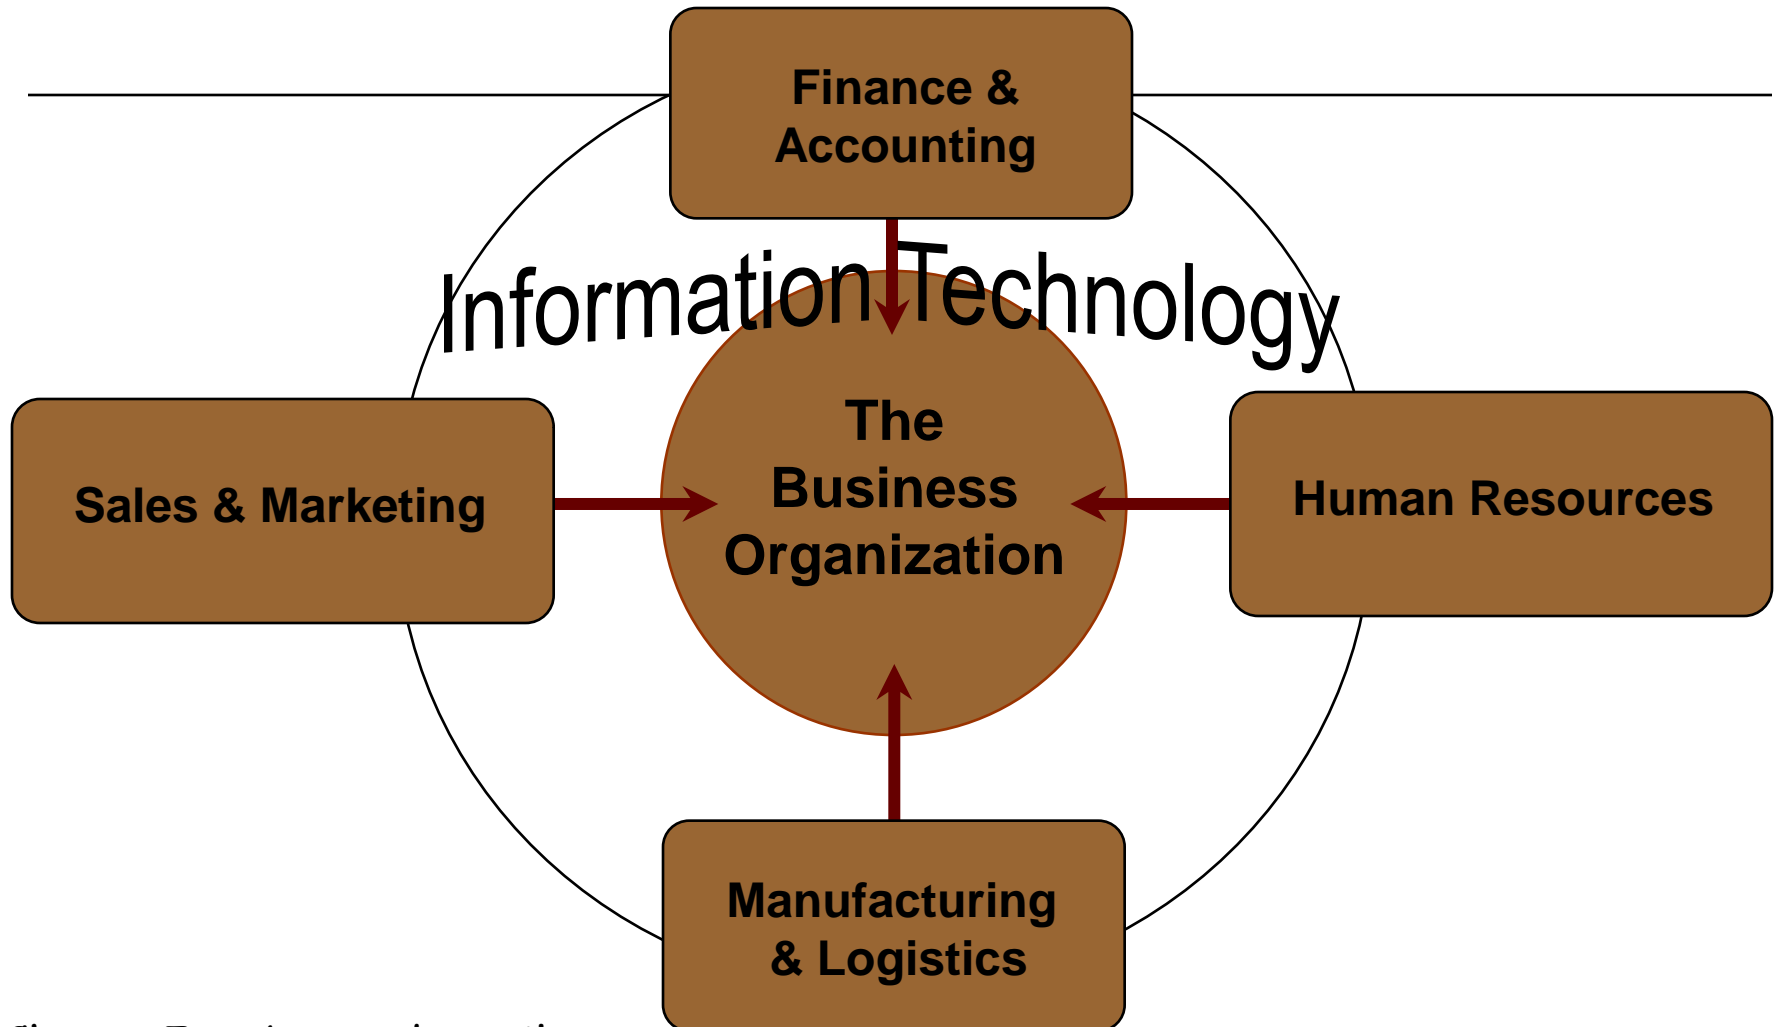 Finance &
Accounting
Information Technology
The
Business
Organization
Sales & Marketing
Human Resources
Manufacturing
& Logistics